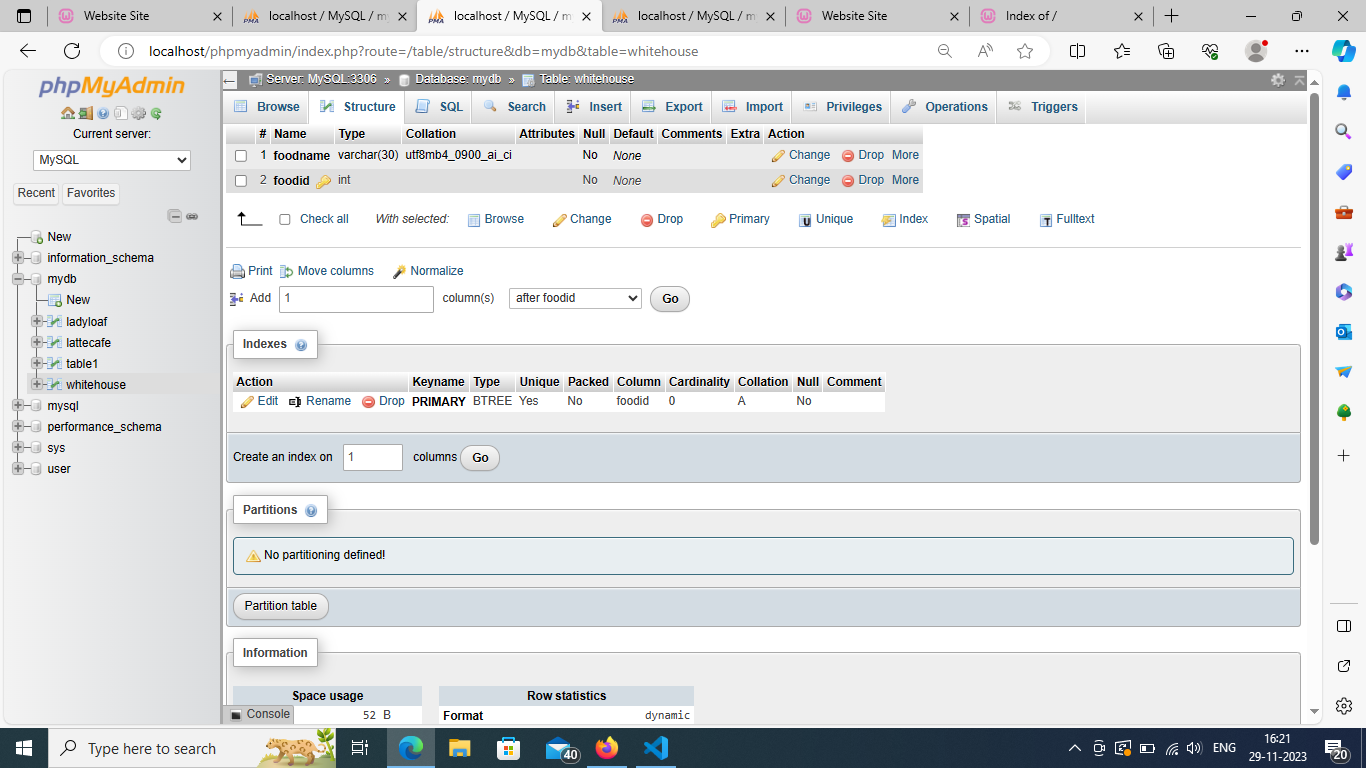 Website Site
localhost / MySQL / m
localhost / MySQL / m
localhost / MySQL / m
Website Site
Index of /
localhost/phpmyadmin/index.php?route=/table/structure&db=mydb&table=whitehouse
phpMyAdmin
Current server:
MySQL
Recent Favorites
New
information_schema
mydb
New
ladyloaf
lattecafe
table1
whitehouse
mysql
performance_schema
sys
user
Server: MySQL:3306 » Database: mydb » Table: whitehouse
Browse Structure SQL Search Insert Export Import Privileges Operations Triggers
# Name Type Collation Attributes Null Default Comments Extra Action
1 foodname varchar(30) utf8mb4_0900_ai_ci No None Change Drop More
2 foodid int No None Change Drop More
Check all With selected: Browse Change Drop Primary Unique Index Spatial Fulltext
Print Move columns Normalize
Add 1 column(s) after foodid Go
Indexes
Action Keyname Type Unique Packed Column Cardinality Collation Null Comment
Edit Rename Drop PRIMARY BTREE Yes No foodid 0 A No
Create an index on 1 columns Go
Partitions
No partitioning defined!
Partition table
Information
Space usage Row statistics
52 B Format dynamic
Console
Type here to search
40
ENG
16:21
29-11-2023
20